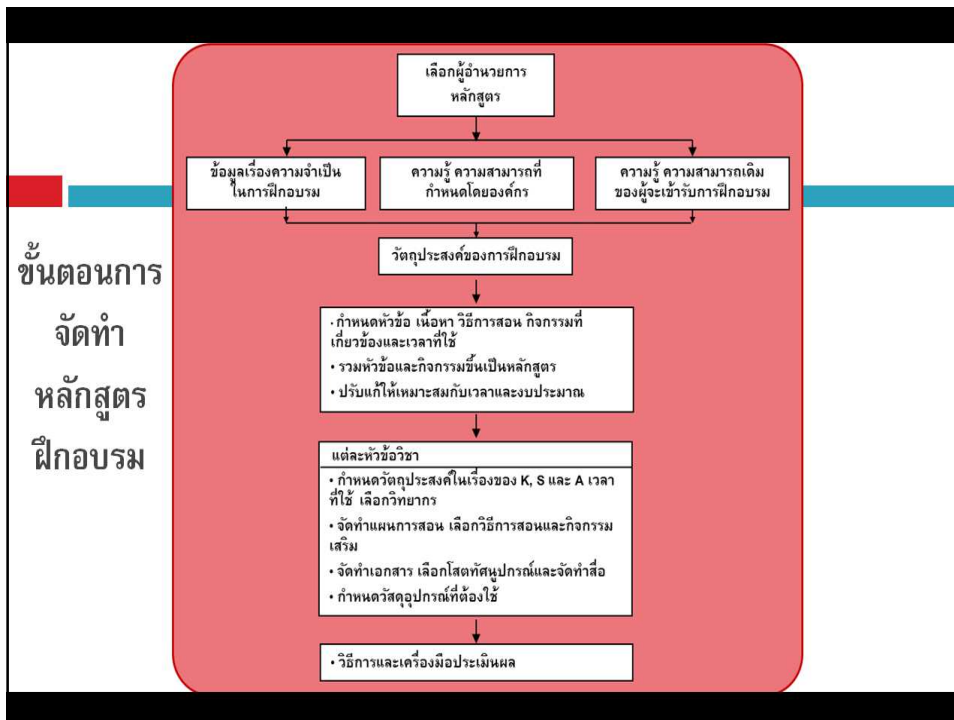 ขั้นตอนการ
จัดทำ
หลักสูตร
ฝึกอบรม
เลือกผู้อำนวยการ
หลักสูตร
ข้อมูลเรื่องความจำเป็น
ในการฝึกอบรม
ความรู้ ความสามารถที่
กำหนดโดยองค์กร
ความรู้ ความสามารถเดิม
ของผู้จะเข้ารับการฝึกอบรม
วัตถุประสงค์ของการฝึกอบรม
· กำหนดหัวข้อ เนื้อหา วิธีการสอน กิจกรรมที่
เกี่ยวข้องและเวลาที่ใช้
• รวมหัวข้อและกิจกรรมขึ้นเป็นหลักสูตร
• ปรับแก้ให้เหมาะสมกับเวลาและงบประมาณ
แต่ละหัวข้อวิชา
• กำหนดวัตถุประสงค์ในเรื่องของ K, S และ A เวลา
ที่ใช้ เลือกวิทยากร
• จัดทำแผนการสอน เลือกวิธีการสอนและกิจกรรม
เสริม
• จัดทำเอกสาร เลือกโสตทัศนูปกรณ์และจัดทำสื่อ
• กำหนดวัสดุอุปกรณ์ที่ต้องใช้
• วิธีการและเครื่องมือประเมินผล